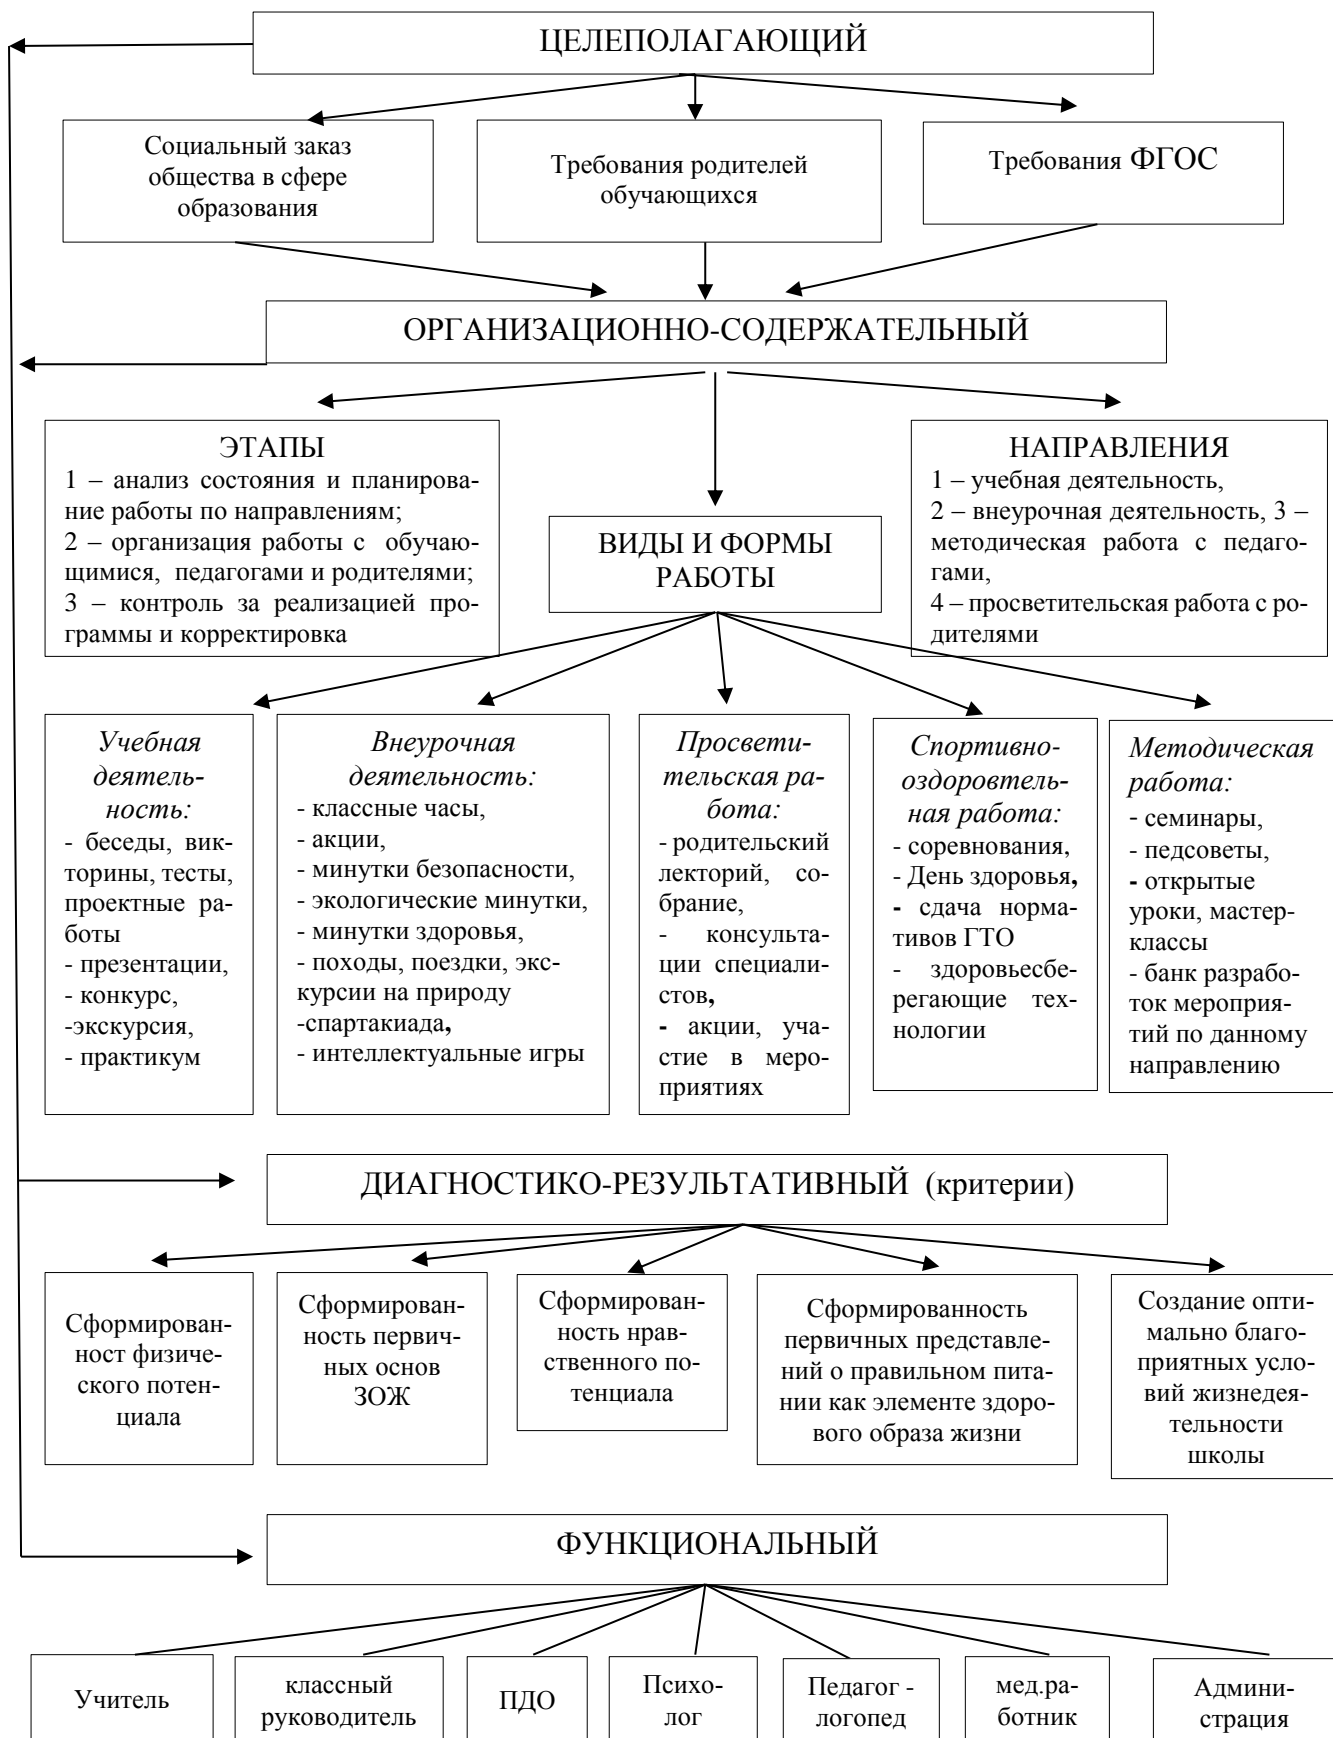 ЦЕЛЕПОЛАГАЮЩИЙ
Социальный заказ
общества в сфере
образования
Требования родителей
обучающихся
Требования ФГОС
ОРГАНИЗАЦИОННО-СОДЕРЖАТЕЛЬНЫЙ
ЭТАПЫ
1 – анализ состояния и планирова-
ние работы по направлениям;
2 – организация работы с обучаю-
щимися, педагогами и родителями;
3 – контроль за реализацией про-
граммы и корректировка
ВИДЫ И ФОРМЫ
РАБОТЫ
НАПРАВЛЕНИЯ
1 – учебная деятельность,
2 – внеурочная деятельность, 3 –
методическая работа с педаго-
гами,
4 – просветительская работа с ро-
дителями
Учебная
деятель-
ность:
- беседы, вик-
торины, тесты,
проектные ра-
боты
- презентации,
- конкурс,
-экскурсия,
- практикум
Внеурочная
деятельность:
- классные часы,
- акции,
- минутки безопасности,
- экологические минутки,
- минутки здоровья,
- походы, поездки, экс-
курсии на природу
-спартакиада,
- интеллектуальные игры
Просвети-
тельская ра-
бота:
- родительский
лекторий, со-
брание,
- консульта-
ции специали-
стов,
- акции, уча-
стие в меро-
приятиях
Спортивно-
оздоровтель-
ная работа:
- соревнования,
- День здоровья,
- сдача норма-
тивов ГТО
- здоровьесбе-
регающие тех-
нологии
Методическая
работа:
- семинары,
- педсоветы,
- открытые
уроки, мастер-
классы
- банк разрабо-
ток мероприя-
тий по данному
направлению
ДИАГНОСТИКО-РЕЗУЛЬТАТИВНЫЙ (критерии)
Сформирован-
ност физиче-
ского потен-
циала
Сформирован-
ность первич-
ных основ
ЗОЖ
Сформирован-
ность нрав-
ственного по-
тенциала
Сформированность
первичных представле-
ний о правильном пита-
нии как элементе здоро-
вого образа жизни
Создание опти-
мально благо-
приятных усло-
вий жизнедея-
тельности
школы
ФУНКЦИОНАЛЬНЫЙ
Учитель
классный
руководитель
ПДО
Психо-
лог
Педагог -
логопед
мед.ра-
ботник
Админи-
страция